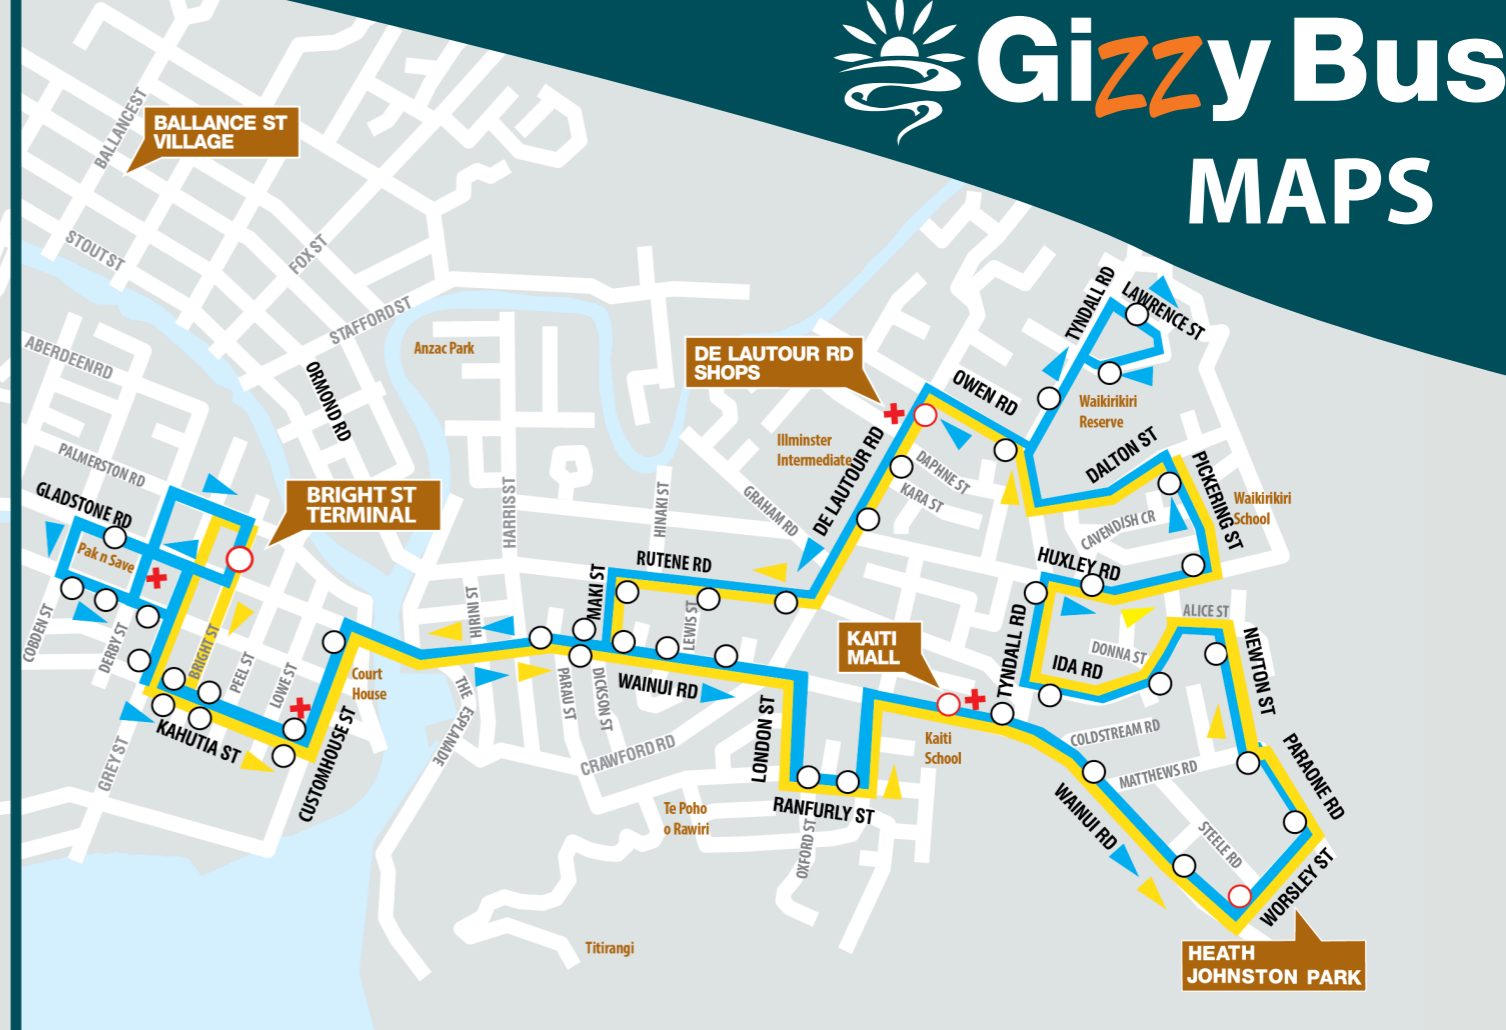 Gizzy Bus
MAPS
BALLANCE ST
BALLANCE ST
VILLAGE
STOUT ST
FOX ST
STAFFORD ST
ABERDEEN RD
ORMOND RD
Anzac Park
PALMERSTON RD
GLADSTONE RD
Pak n Save
BRIGHT ST
TERMINAL
COBDEN ST
DERBY ST
BRIGHT ST
PEEL ST
LOWE ST
GREY ST
KAHUTIA ST
CUSTOMHOUSE ST
Court
House
HARRIS ST
HIRINI ST
THE ESPLANADE
PARAU ST
DICKSON ST
CRAWFORD RD
MAKI ST
RUTENE RD
HINAKI ST
LEWIS ST
WAINUI RD
GRAHAM RD
DE LAUTOUR RD
SHOPS
Illminster
Intermediate
DE LAUTOUR RD
DAPHNE ST
KARA ST
OWEN RD
TYNDALL RD
LAWRENCE ST
Waikirikiri
Reserve
DALTON ST
PICKERING ST
CAVENDISH CR
Waikirikiri
School
HUXLEY RD
TYNDALL RD
ALICE ST
DONNA ST
IDA RD
NEWTON ST
KAITI
MALL
Kaiti
School
LONDON ST
RANFURLY ST
OXFORD ST
Te Poho
o Rawiri
Titirangi
COLDSTREAM RD
MATTHEWS RD
WAINUI RD
STEELE RD
PARAONE RD
WORSLEY ST
HEATH
JOHNSTON PARK